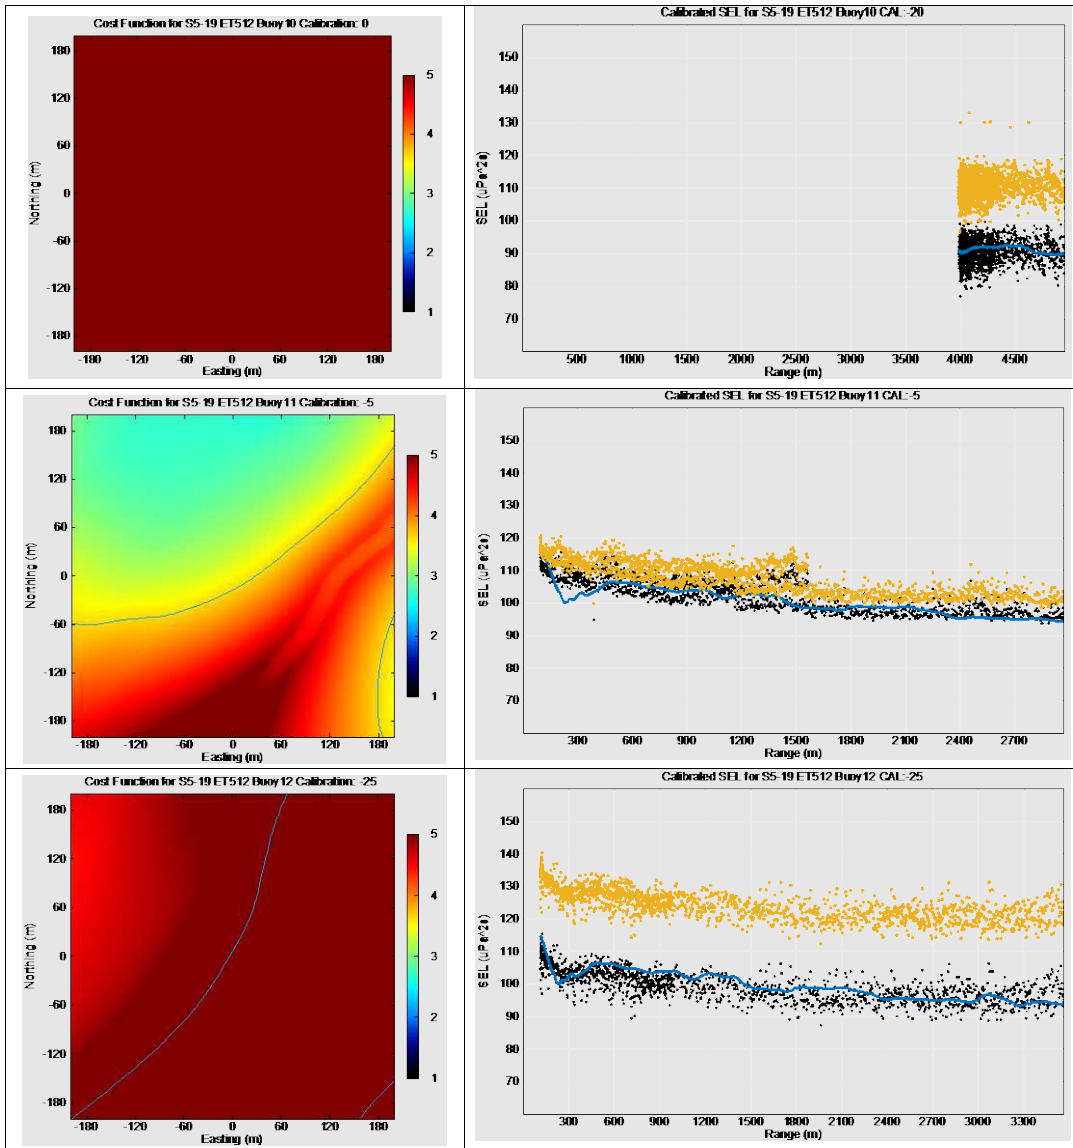 Cost Function for S5-19 ET512 Buoy10 Calibration: 0
180
120
60
0
-60
-120
-180
Northing (m)
-180 -120 -60 0 60 120 180
Easting (m)
5
4
3
2
1
Calibrated SEL for S5-19 ET512 Buoy10 CAL:-20
150
140
130
120
110
100
90
80
70
SEL (uPa^2s)
500 1000 1500 2000 2500 3000 3500 4000 4500
Range (m)
Cost Function for S5-19 ET512 Buoy11 Calibration: -5
180
120
60
0
-60
-120
-180
Northing (m)
-180 -120 -60 0 60 120 180
Easting (m)
5
4
3
2
1
Calibrated SEL for S5-19 ET512 Buoy11 CAL:-5
150
140
130
120
110
100
90
80
70
SEL (uPa^2s)
300 600 900 1200 1500 1800 2100 2400 2700
Range (m)
Cost Function for S5-19 ET512 Buoy12 Calibration: -25
180
120
60
0
-60
-120
-180
Northing (m)
-180 -120 -60 0 60 120 180
Easting (m)
5
4
3
2
1
Calibrated SEL for S5-19 ET512 Buoy12 CAL:-25
150
140
130
120
110
100
90
80
70
SEL (uPa^2s)
300 600 900 1200 1500 1800 2100 2400 2700 3000 3300
Range (m)